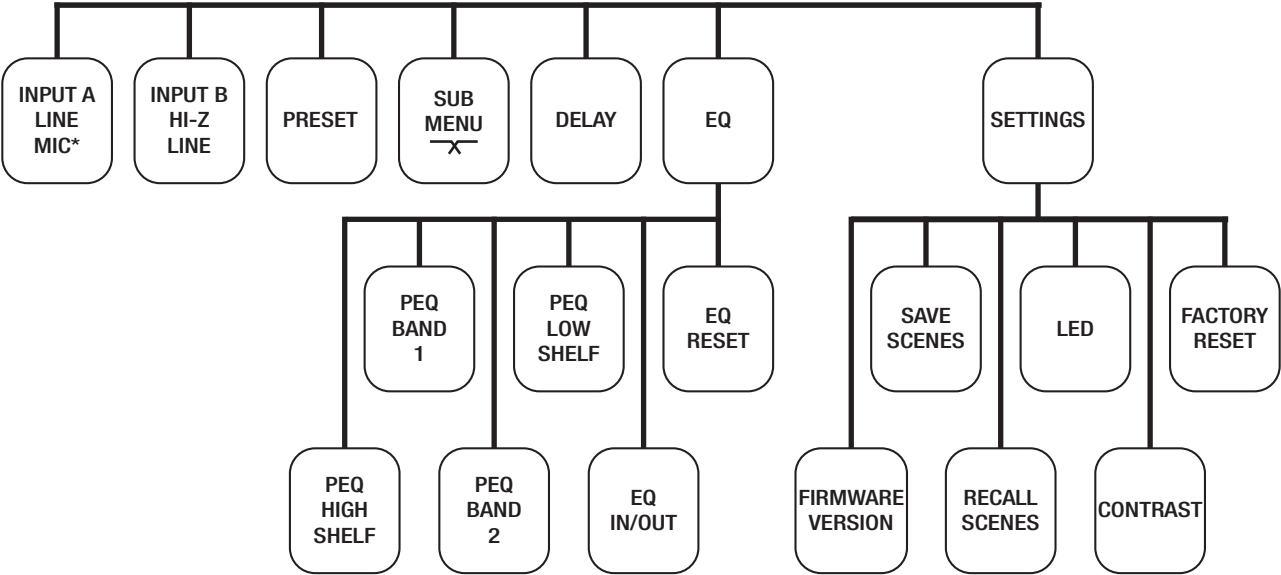 INPUT A
LINE
MIC*
INPUT B
HI-Z
LINE
PRESET
SUB
MENU
DELAY
EQ
SETTINGS
PEQ
BAND
1
PEQ
LOW
SHELF
EQ
RESET
SAVE
SCENES
LED
FACTORY
RESET
PEQ
HIGH
SHELF
PEQ
BAND
2
EQ
IN/OUT
FIRMWARE
VERSION
RECALL
SCENES
CONTRAST